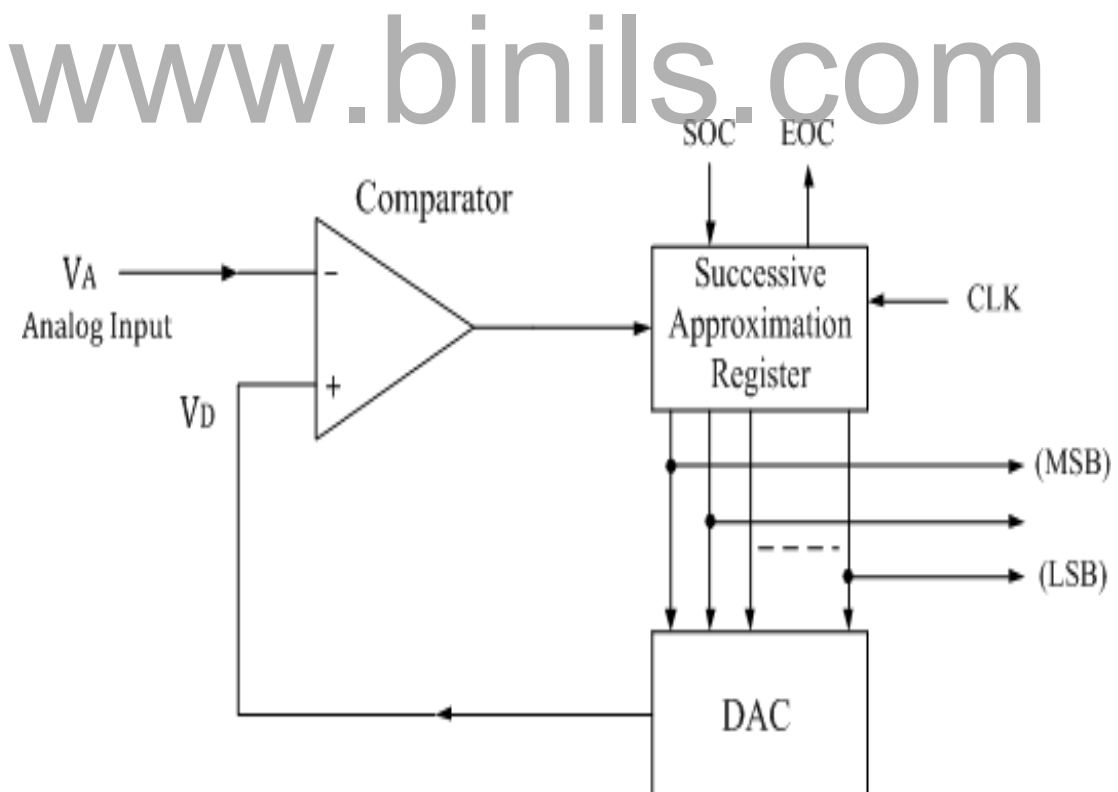 www.binils.com
SOC EOC
Comparator
VA
Analog Input
Successive
Approximation
Register
CLK
−
+
VD
(MSB)
(LSB)
DAC